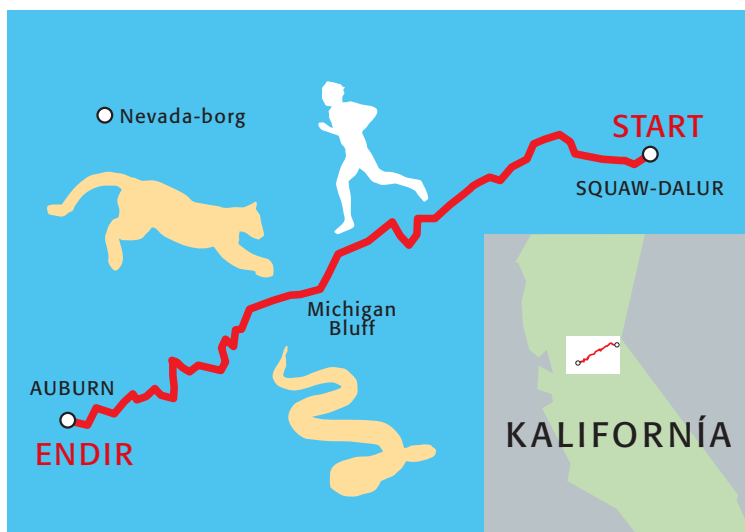 Nevada-borg
START
SQUAW-DALUR
Michigan
Bluff
AUBURN
ENDIR
KALIFORNÍA